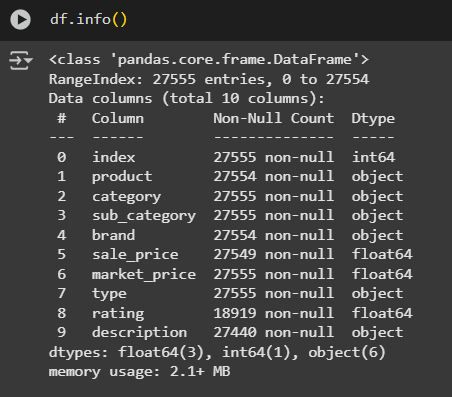 df.info()
<class 'pandas.core.frame.DataFrame'>
RangeIndex: 27555 entries, 0 to 27554
Data columns (total 10 columns):
 #   Column        Non-Null Count  Dtype
---  ------        --------------  -----
 0   index         27555 non-null  int64
 1   product       27554 non-null  object
 2   category      27555 non-null  object
 3   sub_category  27555 non-null  object
 4   brand         27554 non-null  object
 5   sale_price    27549 non-null  float64
 6   market_price  27555 non-null  float64
 7   type          27555 non-null  object
 8   rating        18919 non-null  float64
 9   description   27440 non-null  object
dtypes: float64(3), int64(1), object(6)
memory usage: 2.1+ MB